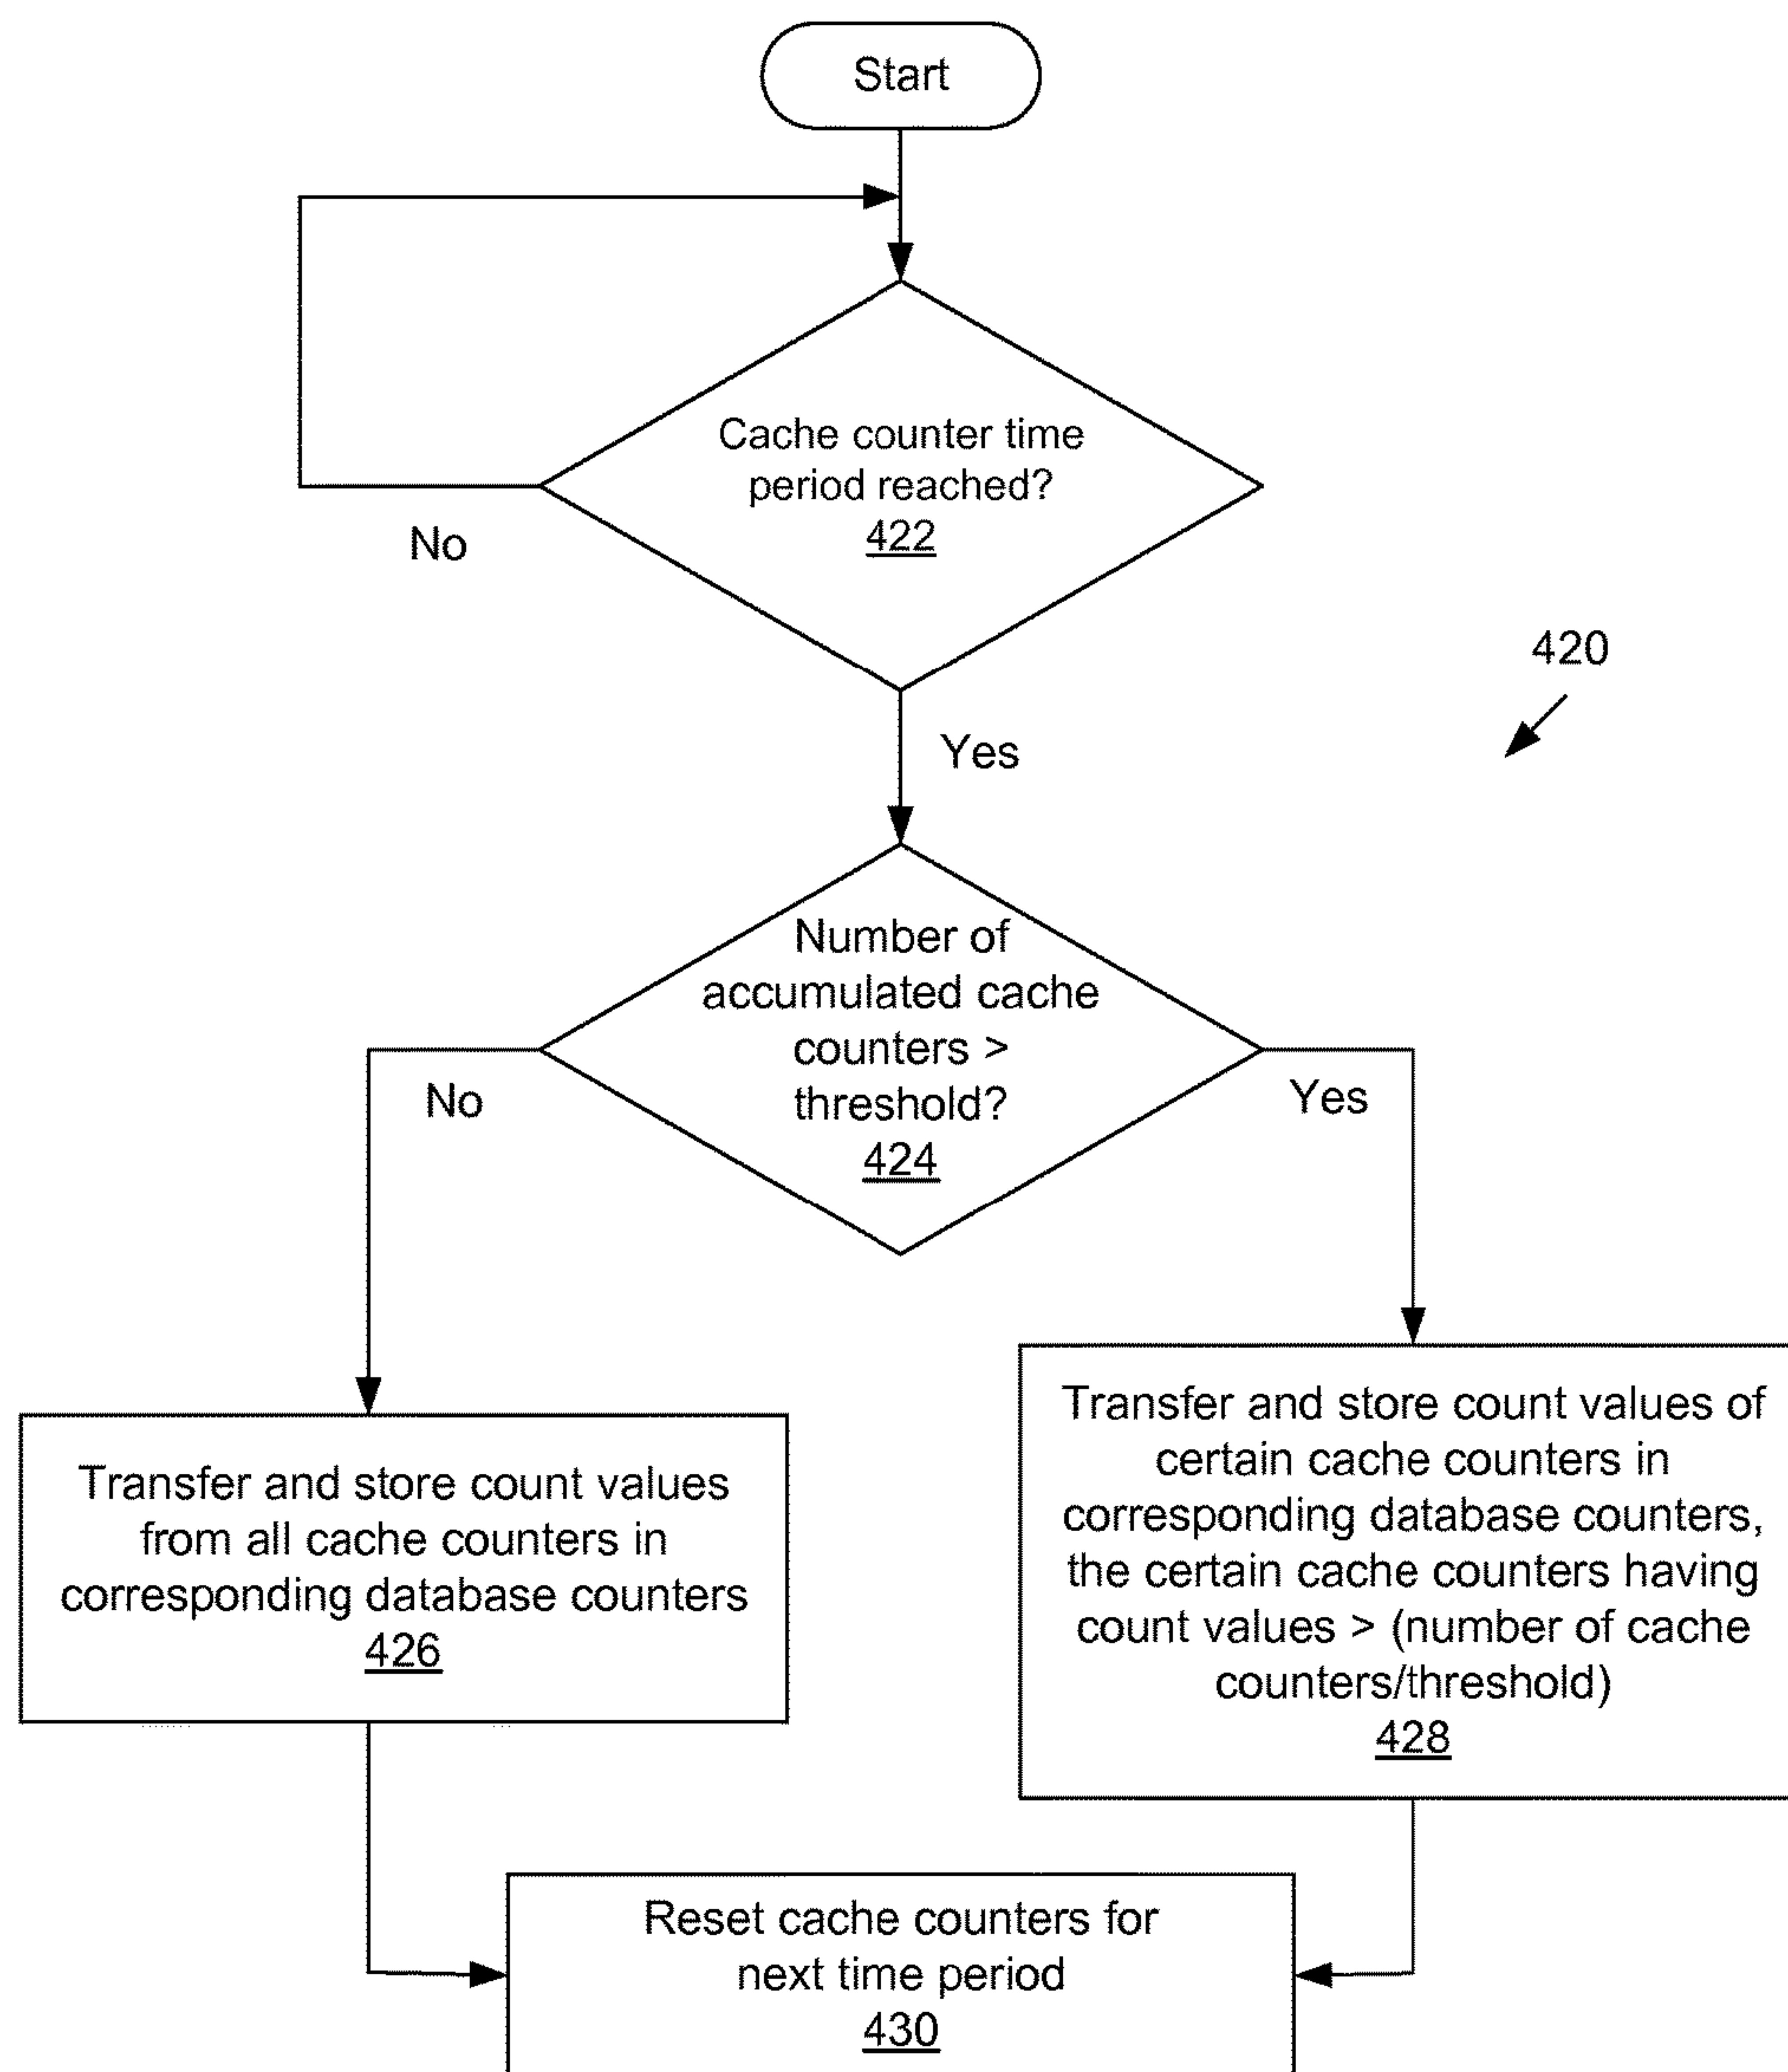 Start
Cache counter time
period reached?
422
No
420
Yes
Number of
accumulated cache
counters >
threshold?
424
No
Yes
Transfer and store count values
from all cache counters in
corresponding database counters
426
Transfer and store count values of
certain cache counters in
corresponding database counters,
the certain cache counters having
count values > (number of cache
counters/threshold)
428
Reset cache counters for
next time period
430